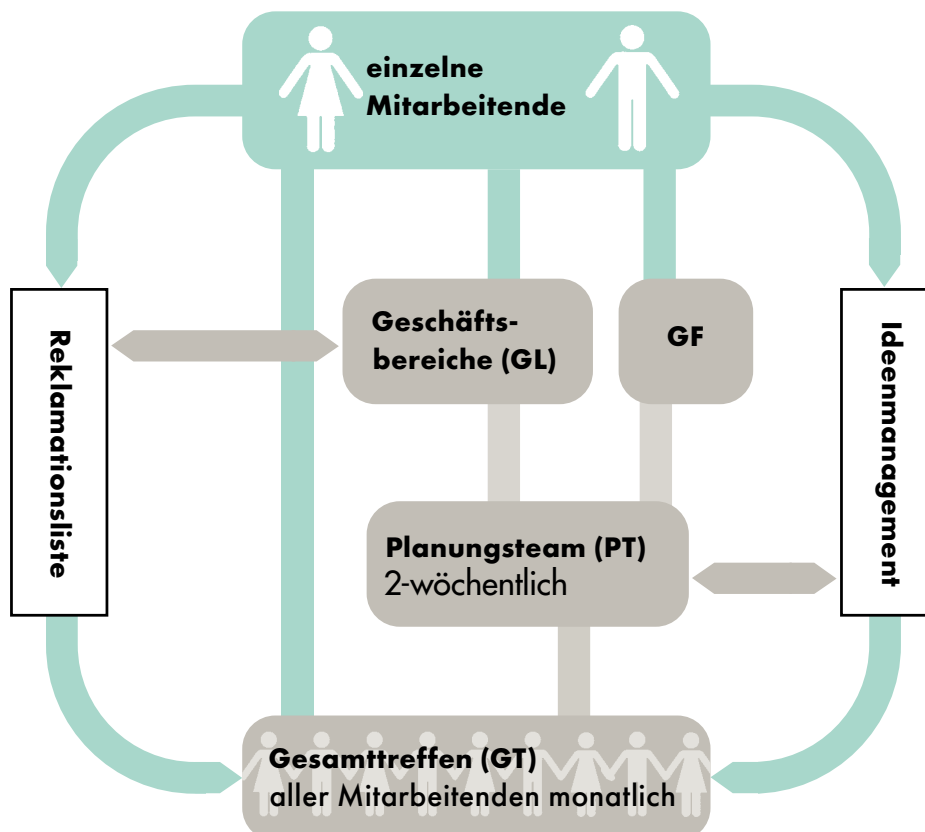 einzelne
Mitarbeitende
Reklamationsliste
Geschäfts-
bereiche (GL)
GF
Ideenmanagement
Planungsteam (PT)
2-wöchentlich
Gesamttreffen (GT)
aller Mitarbeitenden monatlich